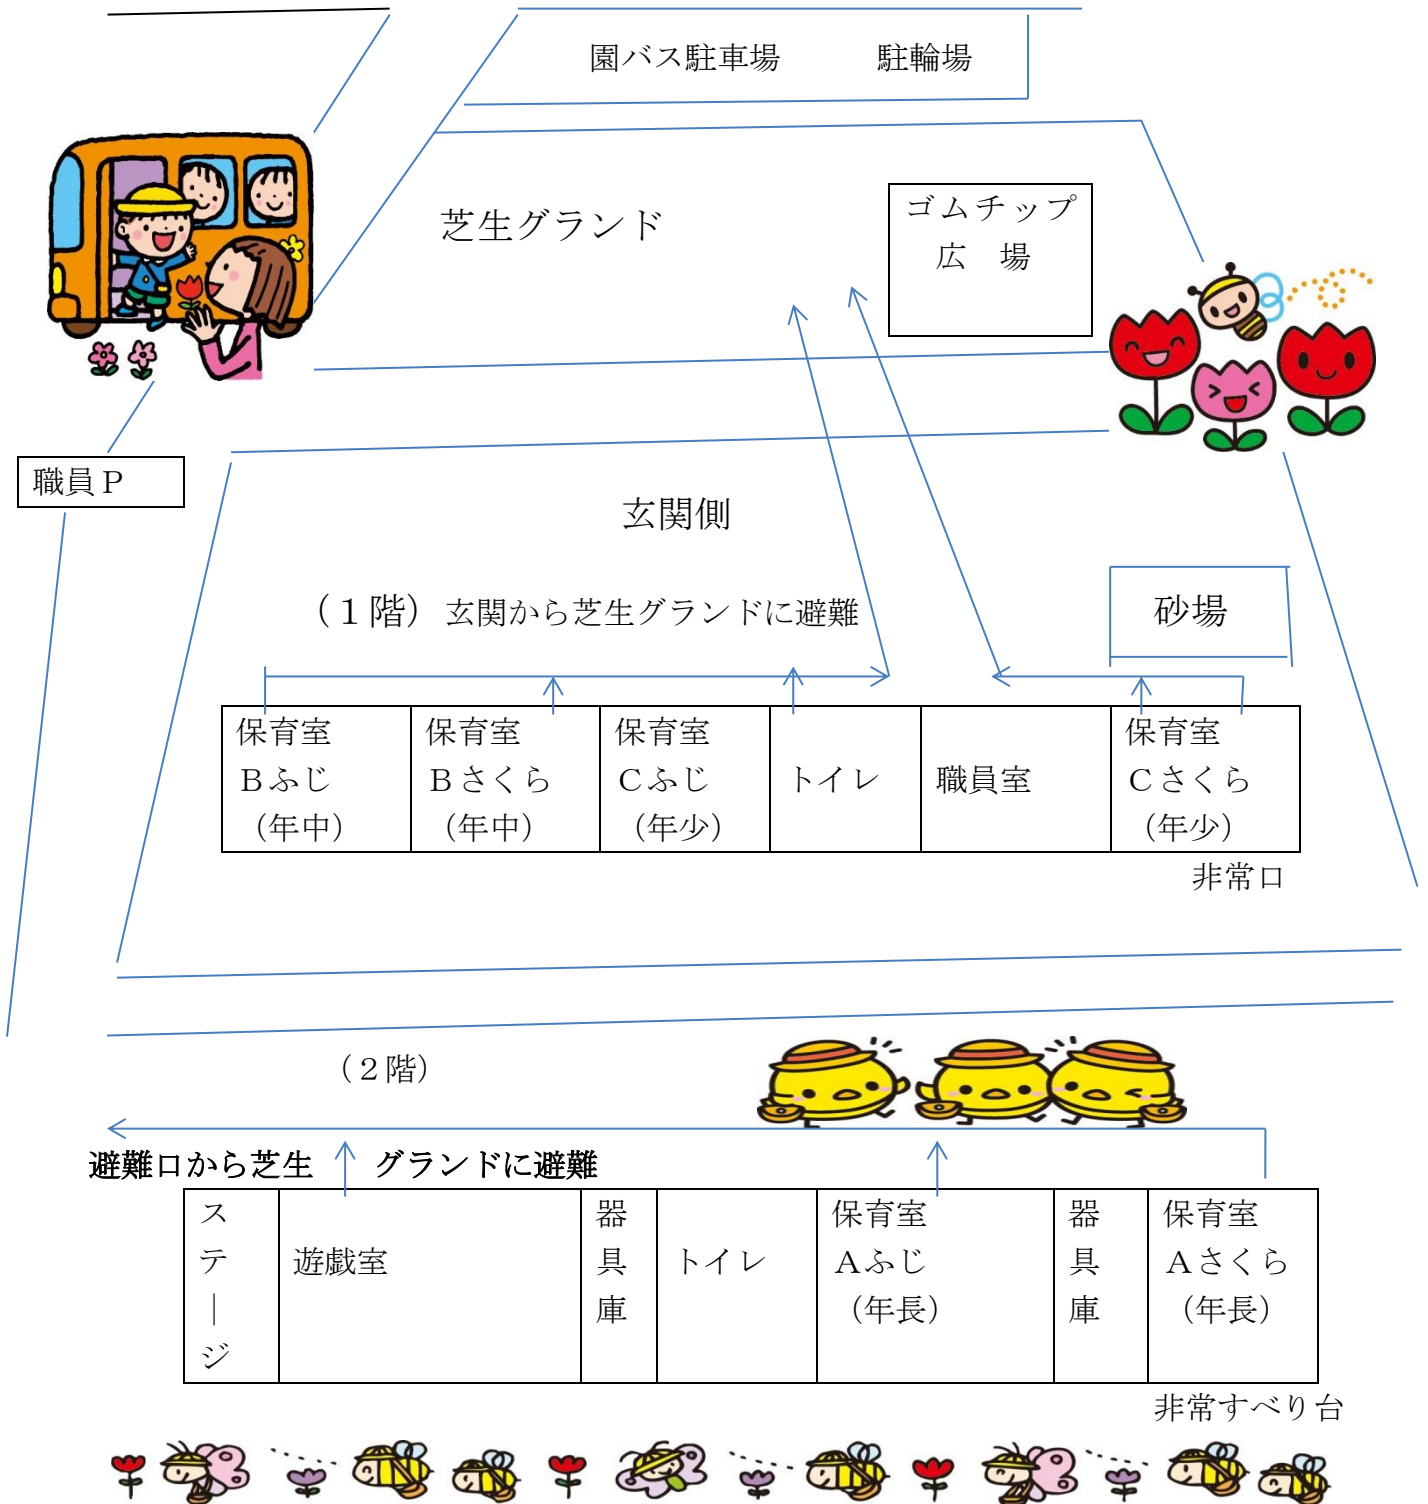 園バス駐車場　　　駐輪場
芝生グランド
ゴムチップ
広　場
職員Ｐ
玄関側
（１階）玄関から芝生グランドに避難
砂場
保育室
Ｂふじ
（年中）
保育室
Ｂさくら
（年中）
保育室
Ｃふじ
（年少）
トイレ
職員室
保育室
Ｃさくら
（年少）
非常口
（２階）
避難口から芝生　グランドに避難
ステージ
遊戯室
器具庫
トイレ
保育室
Ａふじ
（年長）
器具庫
保育室
Ａさくら
（年長）
非常すべり台